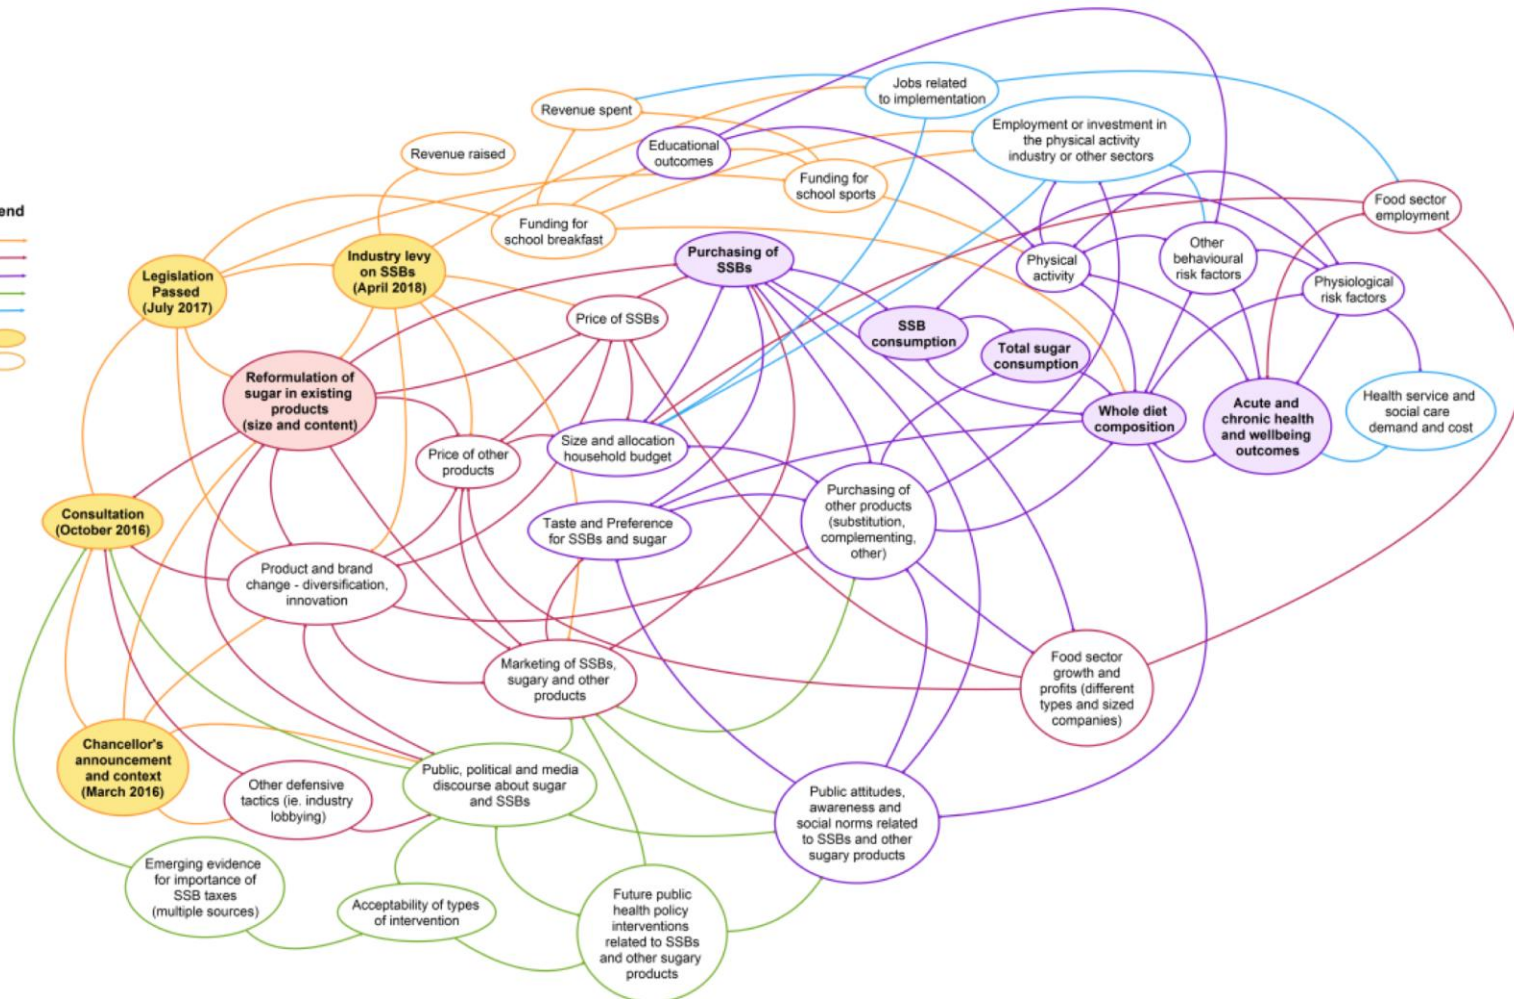 end
Revenue spent
Jobs related
to implementation
Revenue raised
Educational
outcomes
Employment or investment in
the physical activity
industry or other sectors
Funding for
school sports
Funding for
school breakfast
Food sector
employment
Legislation
Passed
(July 2017)
Industry levy
on SSBs
(April 2018)
Purchasing of
SSBs
Physical
activity
Other
behavioural
risk factors
Physiological
risk factors
Price of SSBs
SSB
consumption
Total sugar
consumption
Reformulation of
sugar in existing
products
(size and content)
Price of other
products
Size and allocation
household budget
Whole diet
composition
Acute and
chronic health
and wellbeing
outcomes
Health service and
social care
demand and cost
Consultation
(October 2016)
Taste and Preference
for SSBs and sugar
Purchasing of
other products
(substitution,
complementing,
other)
Product and brand
change - diversification,
innovation
Marketing of SSBs,
sugary and other
products
Food sector
growth and
profits (different
types and sized
companies)
Chancellor's
announcement
and context
(March 2016)
Other defensive
tactics (ie. industry
lobbying)
Public, political and media
discourse about sugar
and SSBs
Public attitudes,
awareness and
social norms related
to SSBs and other
sugary products
Emerging evidence
for importance of
SSB taxes
(multiple sources)
Acceptability of types
of intervention
Future public
health policy
interventions
related to SSBs
and other sugary
products